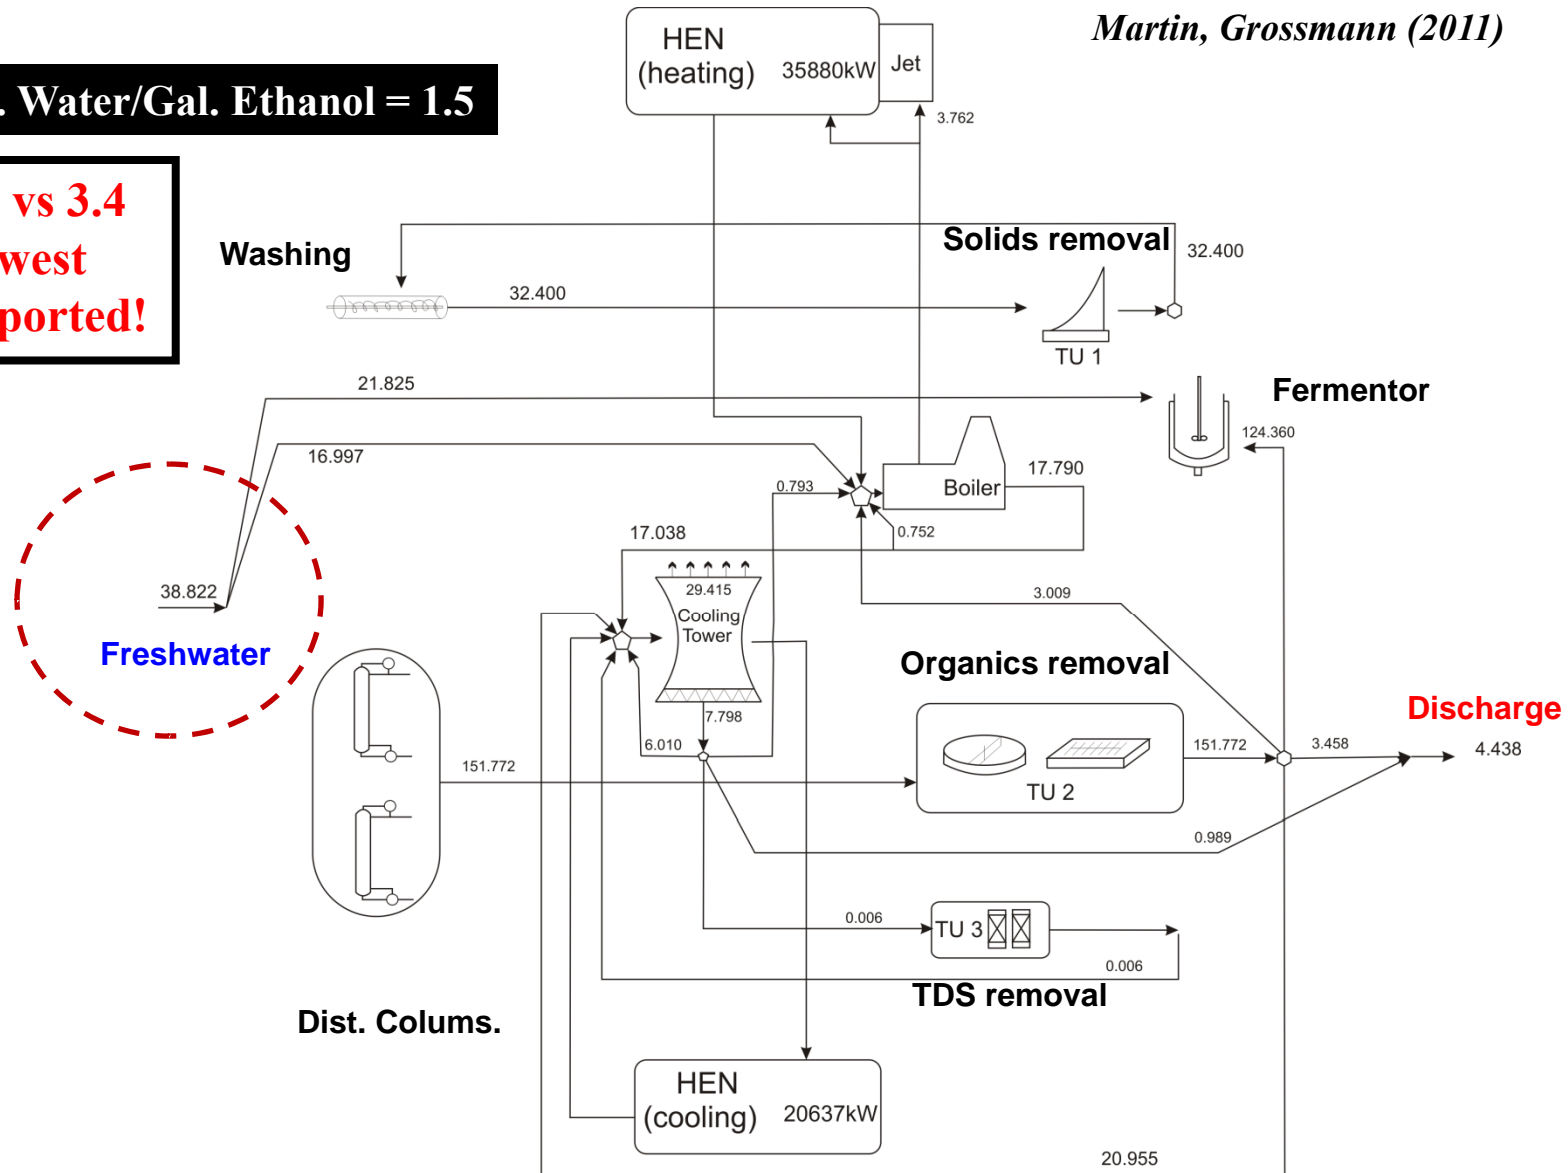 Martin, Grossmann (2011)
HEN
(heating)
35880kW
Jet
. Water/Gal. Ethanol = 1.5
3.762
vs 3.4
west
ported!
Washing
Solids removal
32.400
32.400
TU 1
21.825
Fermentor
124.360
16.997
17.790
0.793
Boiler
0.752
17.038
38.822
29.415
Cooling
Tower
3.009
Freshwater
Organics removal
Discharge
7.798
6.010
151.772
151.772
3.458
4.438
TU 2
0.989
0.006
TU 3
0.006
TDS removal
Dist. Colums.
HEN
(cooling)
20637kW
20.955